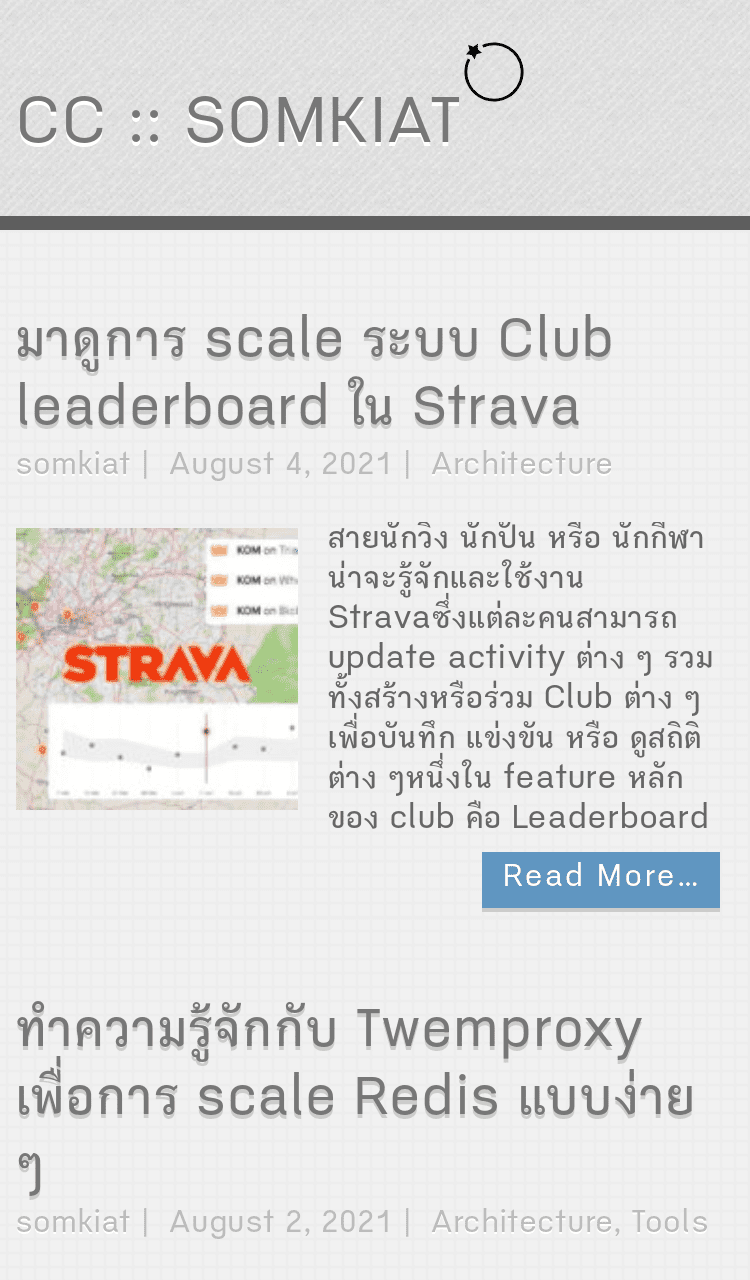 CC :: SOMKIAT
มาดูการ scale ระบบ Club
leaderboard ใน Strava
somkiat | August 4, 2021 | Architecture
KOM on
KOM on
KOM on
STRAVA
สายนักวิ่ง นักปั่น หรือ นักกีฬา
น่าจะรู้จักและใช้งาน
Stravaซึ่งแต่ละคนสามารถ
update activity ต่าง ๆ รวม
ทั้งสร้างหรือร่วม Club ต่าง ๆ
เพื่อบันทึก แข่งขัน หรือ ดูสถิติ
ต่าง ๆหนึ่งใน feature หลัก
ของ club คือ Leaderboard
Read More…
ทำความรู้จักกับ Twemproxy
เพื่อการ scale Redis แบบง่าย
ๆ
somkiat | August 2, 2021 | Architecture, Tools